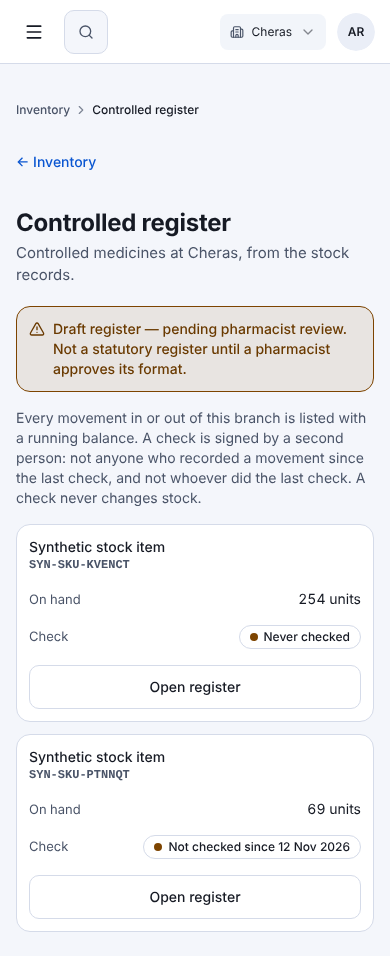 Cheras
AR
Inventory > Controlled register
← Inventory
Controlled register
Controlled medicines at Cheras, from the stock
records.
Draft register — pending pharmacist review.
Not a statutory register until a pharmacist
approves its format.
Every movement in or out of this branch is listed with
a running balance. A check is signed by a second
person: not anyone who recorded a movement since
the last check, and not whoever did the last check. A
check never changes stock.
Synthetic stock item
SYN-SKU-KVENCT
On hand 254 units
Check Never checked
Open register
Synthetic stock item
SYN-SKU-PTNNQT
On hand 69 units
Check Not checked since 12 Nov 2026
Open register